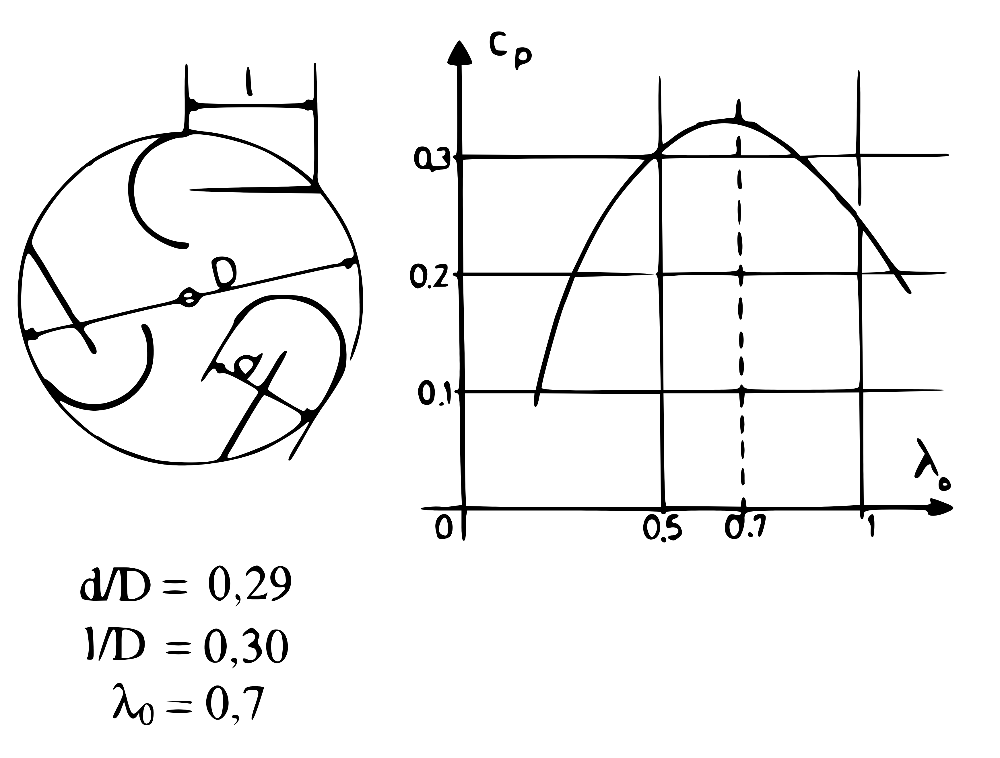 l
D
d
Cp
0.3
0.2
0.1
0 0.5 0.7 1
λ₀
d/D = 0,29
l/D = 0,30
λ₀ = 0,7